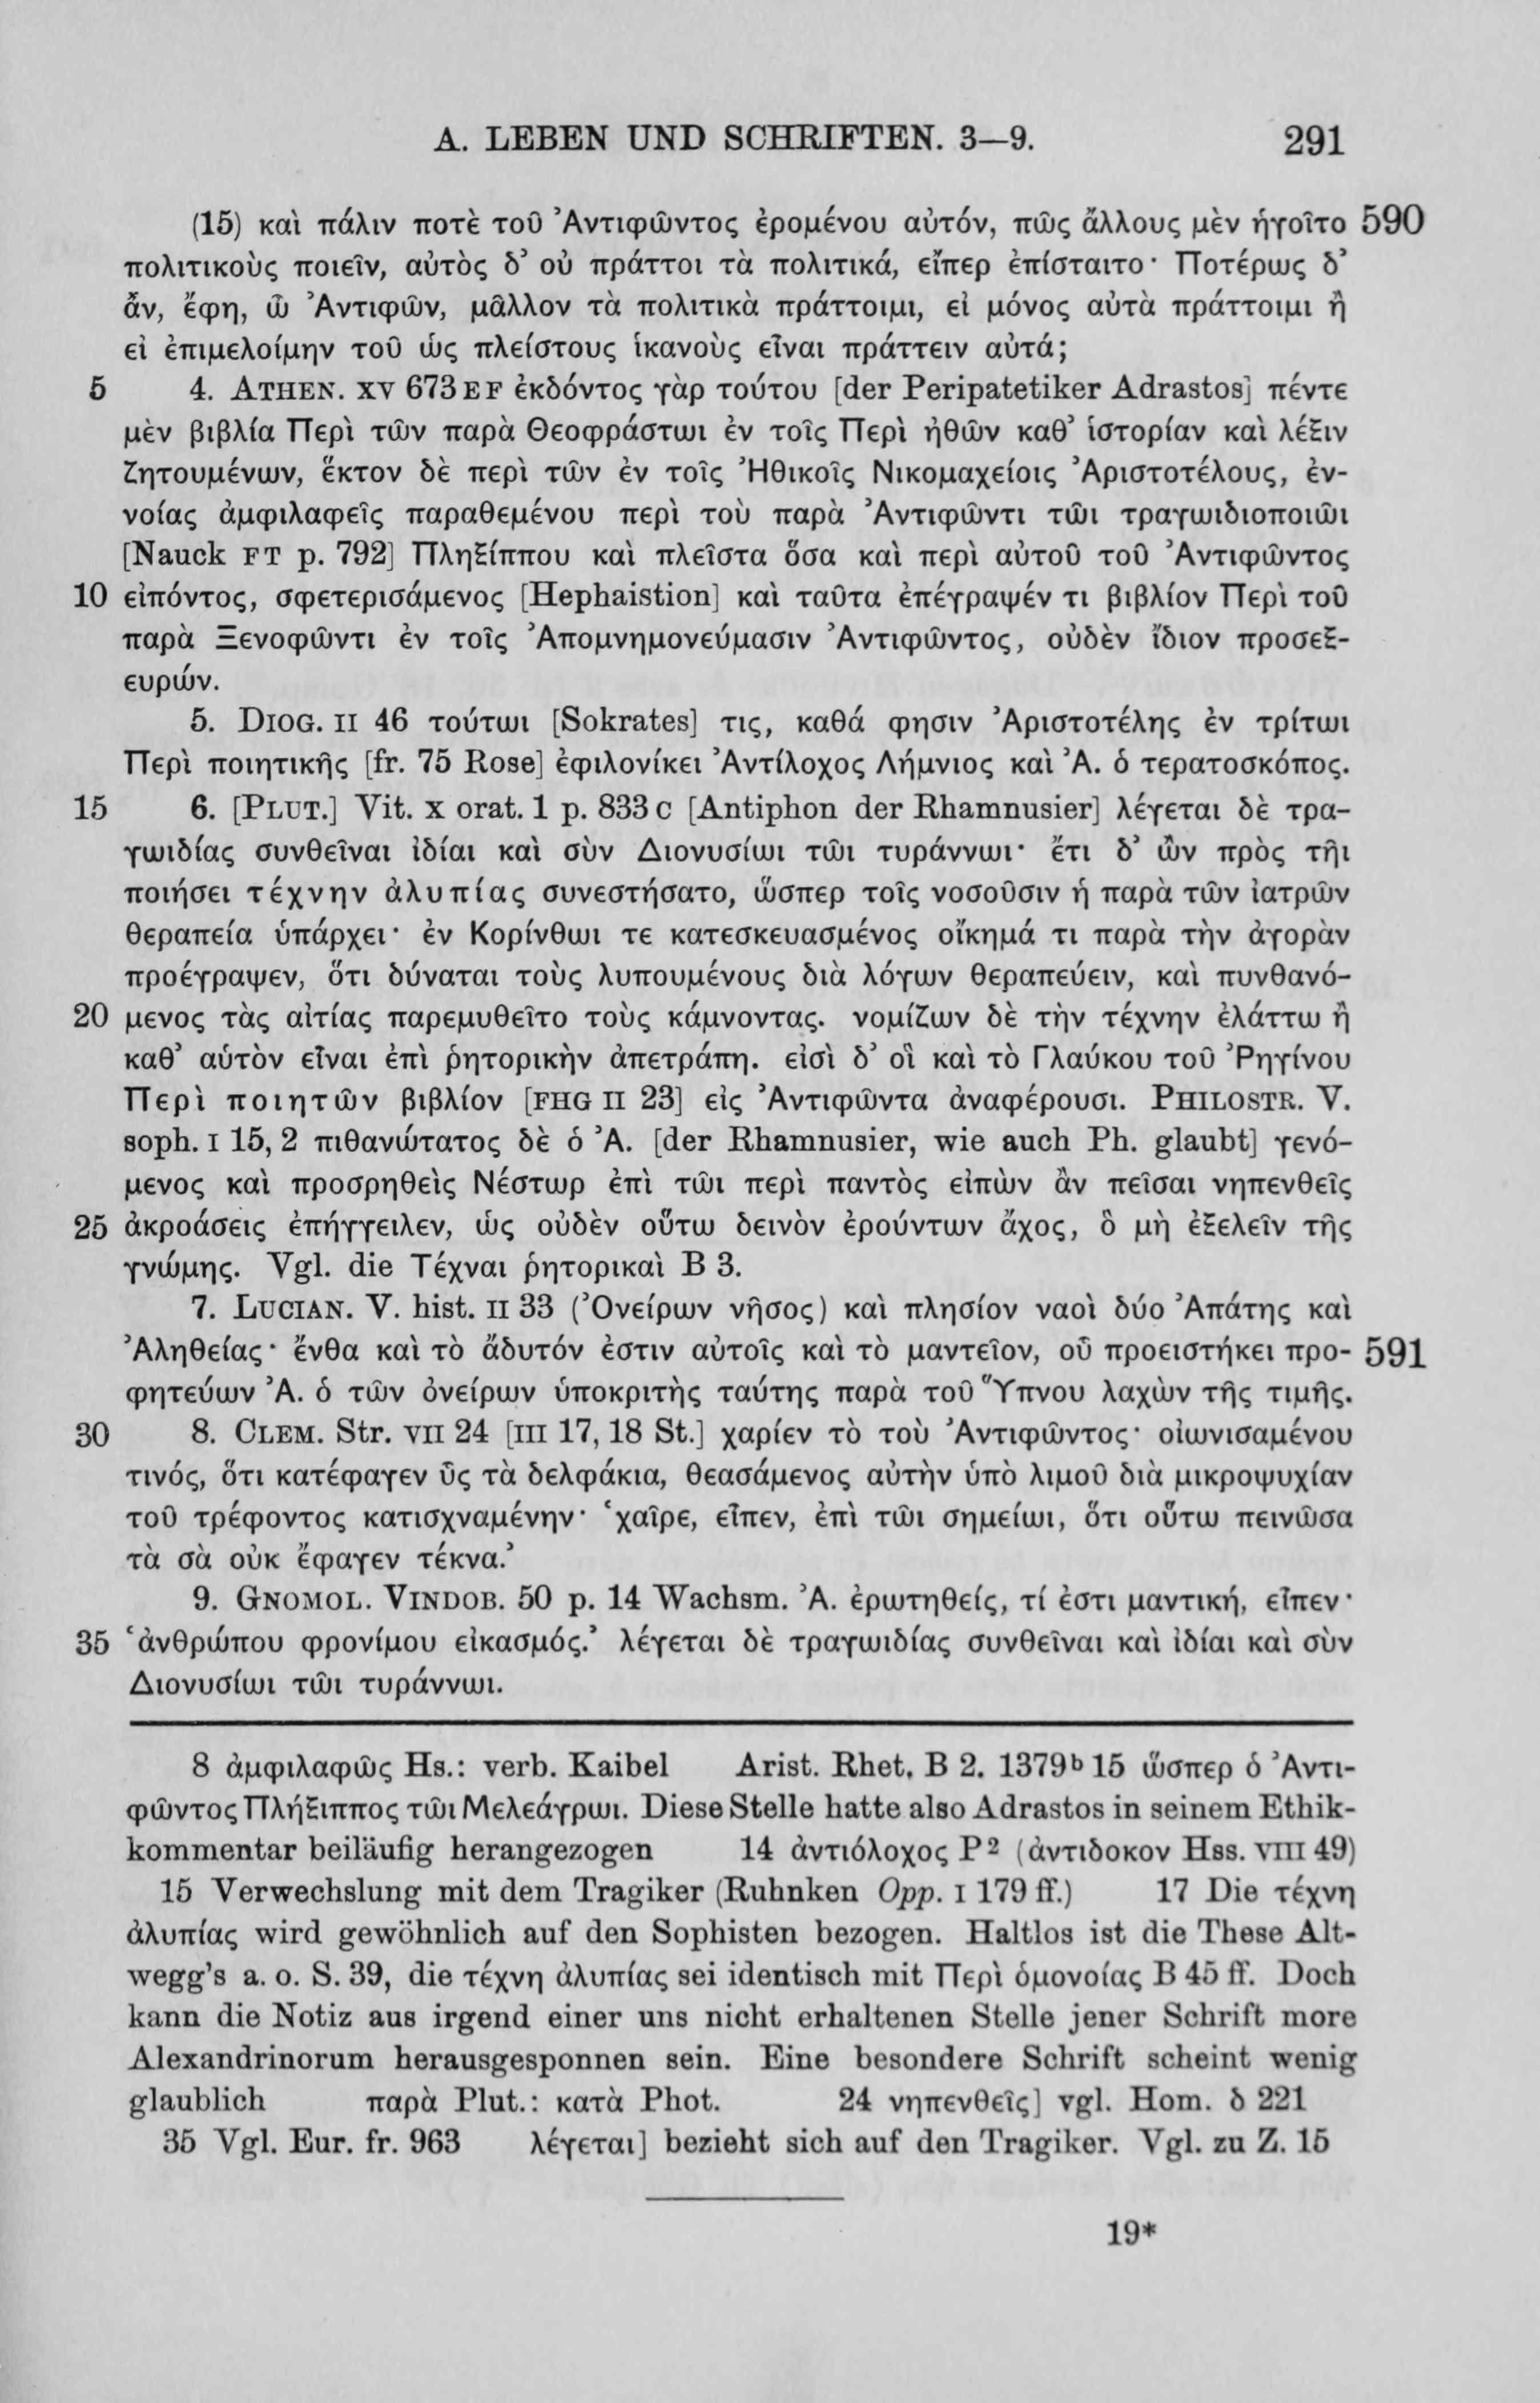 A. LEBEN UND SCHRIFTEN. 3—9. 291
(15) καὶ πάλιν ποτὲ τοῦ Ἀντιφῶντος ἐρομένου αὐτόν, πῶς ἄλλους μὲν ἡγοῖτο 590
πολιτικοὺς ποιεῖν, αὐτὸς δ' οὐ πράττοι τὰ πολιτικά, εἴπερ ἐπίσταιτο· Ποτέρως δ'
ἄν, ἔφη, ὦ Ἀντιφῶν, μᾶλλον τὰ πολιτικὰ πράττοιμι, εἰ μόνος αὐτὰ πράττοιμι ἢ
εἰ ἐπιμελοίμην τοῦ ὡς πλείστους ἱκανοὺς εἶναι πράττειν αὐτά;
5 4. ATHEN. XV 673 EF ἐκδόντος γὰρ τούτου [der Peripatetiker Adrastos] πέντε
μὲν βιβλία Περὶ τῶν παρὰ Θεοφράστωι ἐν τοῖς Περὶ ἠθῶν καθ' ἱστορίαν καὶ λέξιν
ζητουμένων, ἕκτον δὲ περὶ τῶν ἐν τοῖς Ἠθικοῖς Νικομαχείοις Ἀριστοτέλους, ἐν-
νοίας ἀμφιλαφεῖς παραθεμένου περὶ τοῦ παρὰ Ἀντιφῶντι τῶι τραγωιδιοποιῶι
[Nauck FT p. 792] Πληξίππου καὶ πλεῖστα ὅσα καὶ περὶ αὐτοῦ τοῦ Ἀντιφῶντος
10 εἰπόντος, σφετερισάμενος [Hephaistion] καὶ ταῦτα ἐπέγραψέν τι βιβλίον Περὶ τοῦ
παρὰ Ξενοφῶντι ἐν τοῖς Ἀπομνημονεύμασιν Ἀντιφῶντος, οὐδὲν ἴδιον προσεξ-
ευρών.
5. DIOG. II 46 τούτωι [Sokrates] τις, καθά φησιν Ἀριστοτέλης ἐν τρίτωι
Περὶ ποιητικῆς [fr. 75 Rose] ἐφιλονίκει Ἀντίλοχος Λήμνιος καὶ Ἀ. ὁ τερατοσκόπος.
15 6. [PLUT.] Vit. X orat. 1 p. 833 C [Antiphon der Rhamnusier] λέγεται δὲ τρα-
γωιδίας συνθεῖναι ἰδίαι καὶ σὺν Διονυσίωι τῶι τυράννωι· ἔτι δ' ὢν πρὸς τῆι
ποιήσει τέχνην ἀλυπίας συνεστήσατο, ὥσπερ τοῖς νοσοῦσιν ἡ παρὰ τῶν ἰατρῶν
θεραπεία ὑπάρχει· ἐν Κορίνθωι τε κατεσκευασμένος οἴκημά τι παρὰ τὴν ἀγορὰν
προέγραψεν, ὅτι δύναται τοὺς λυπουμένους διὰ λόγων θεραπεύειν, καὶ πυνθανό-
20 μενος τὰς αἰτίας παρεμυθεῖτο τοὺς κάμνοντας. νομίζων δὲ τὴν τέχνην ἐλάττω ἢ
καθ' αὑτὸν εἶναι ἐπὶ ῥητορικὴν ἀπετράπη. εἰσὶ δ' οἳ καὶ τὸ Γλαύκου τοῦ Ῥηγίνου
Περὶ ποιητῶν βιβλίον [FHG II 23] εἰς Ἀντιφῶντα ἀναφέρουσι. PHILOSTR. V.
soph. I 15, 2 πιθανώτατος δὲ ὁ Ἀ. [der Rhamnusier, wie auch Ph. glaubt] γενό-
μενος καὶ προσρηθεὶς Νέστωρ ἐπὶ τῶι περὶ παντὸς εἰπὼν ἂν πεῖσαι νηπενθεῖς
25 ἀκροάσεις ἐπήγγειλεν, ὡς οὐδὲν οὕτω δεινὸν ἐρούντων ἄχος, ὃ μὴ ἐξελεῖν τῆς
γνώμης. Vgl. die Τέχναι ῥητορικαὶ B 3.
7. LUCIAN. V. hist. II 33 (Ὀνείρων νῆσος) καὶ πλησίον ναοὶ δύο Ἀπάτης καὶ
Ἀληθείας· ἔνθα καὶ τὸ ἄδυτόν ἐστιν αὐτοῖς καὶ τὸ μαντεῖον, οὗ προειστήκει προ- 591
φητεύων Ἀ. ὁ τῶν ὀνείρων ὑποκριτὴς ταύτης παρὰ τοῦ Ὕπνου λαχὼν τῆς τιμῆς.
30 8. CLEM. Str. VII 24 [III 17, 18 St.] χαρίεν τὸ τοῦ Ἀντιφῶντος· οἰωνισαμένου
τινός, ὅτι κατέφαγεν ὗς τὰ δελφάκια, θεασάμενος αὐτὴν ὑπὸ λιμοῦ διὰ μικροψυχίαν
τοῦ τρέφοντος κατισχναμένην· ‘χαῖρε, εἶπεν, ἐπὶ τῶι σημείωι, ὅτι οὕτω πεινῶσα
τὰ σὰ οὐκ ἔφαγεν τέκνα.’
9. GNOMOL. VINDOB. 50 p. 14 Wachsm. Ἀ. ἐρωτηθείς, τί ἐστι μαντική, εἶπεν·
35 ‘ἀνθρώπου φρονίμου εἰκασμός.’ λέγεται δὲ τραγωιδίας συνθεῖναι καὶ ἰδίαι καὶ σὺν
Διονυσίωι τῶι τυράννωι.
8 ἀμφιλαφῶς Hs.: verb. Kaibel Arist. Rhet. B 2. 1379ᵇ 15 ὥσπερ ὁ Ἀντι-
φῶντος Πλήξιππος τῶι Μελεάγρωι. Diese Stelle hatte also Adrastos in seinem Ethik-
kommentar beiläufig herangezogen 14 ἀντιόλοχος P² (ἀντιδοκον Hss. VIII 49)
15 Verwechslung mit dem Tragiker (Ruhnken Opp. I 179 ff.) 17 Die τέχνη
ἀλυπίας wird gewöhnlich auf den Sophisten bezogen. Haltlos ist die These Alt-
wegg's a. o. S. 39, die τέχνη ἀλυπίας sei identisch mit Περὶ ὁμονοίας B 45 ff. Doch
kann die Notiz aus irgend einer uns nicht erhaltenen Stelle jener Schrift more
Alexandrinorum herausgesponnen sein. Eine besondere Schrift scheint wenig
glaublich παρὰ Plut.: κατὰ Phot. 24 νηπενθεῖς] vgl. Hom. δ 221
35 Vgl. Eur. fr. 963 λέγεται] bezieht sich auf den Tragiker. Vgl. zu Z. 15
19*